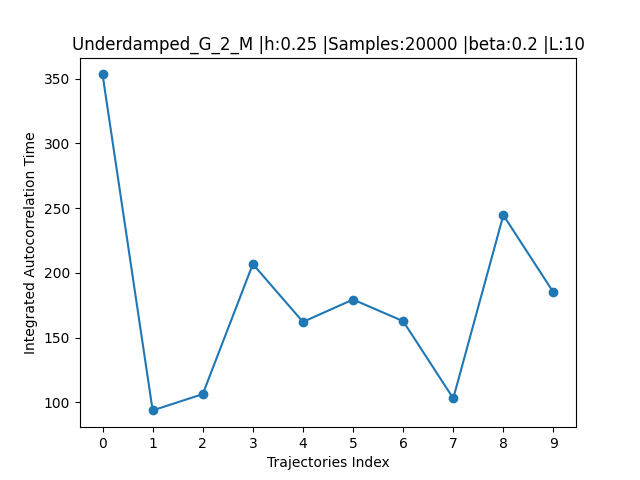 Underdamped_G_2_M |h:0.25 |Samples:20000 |beta:0.2 |L:10
Integrated Autocorrelation Time
350
300
250
200
150
100
0 1 2 3 4 5 6 7 8 9
Trajectories Index